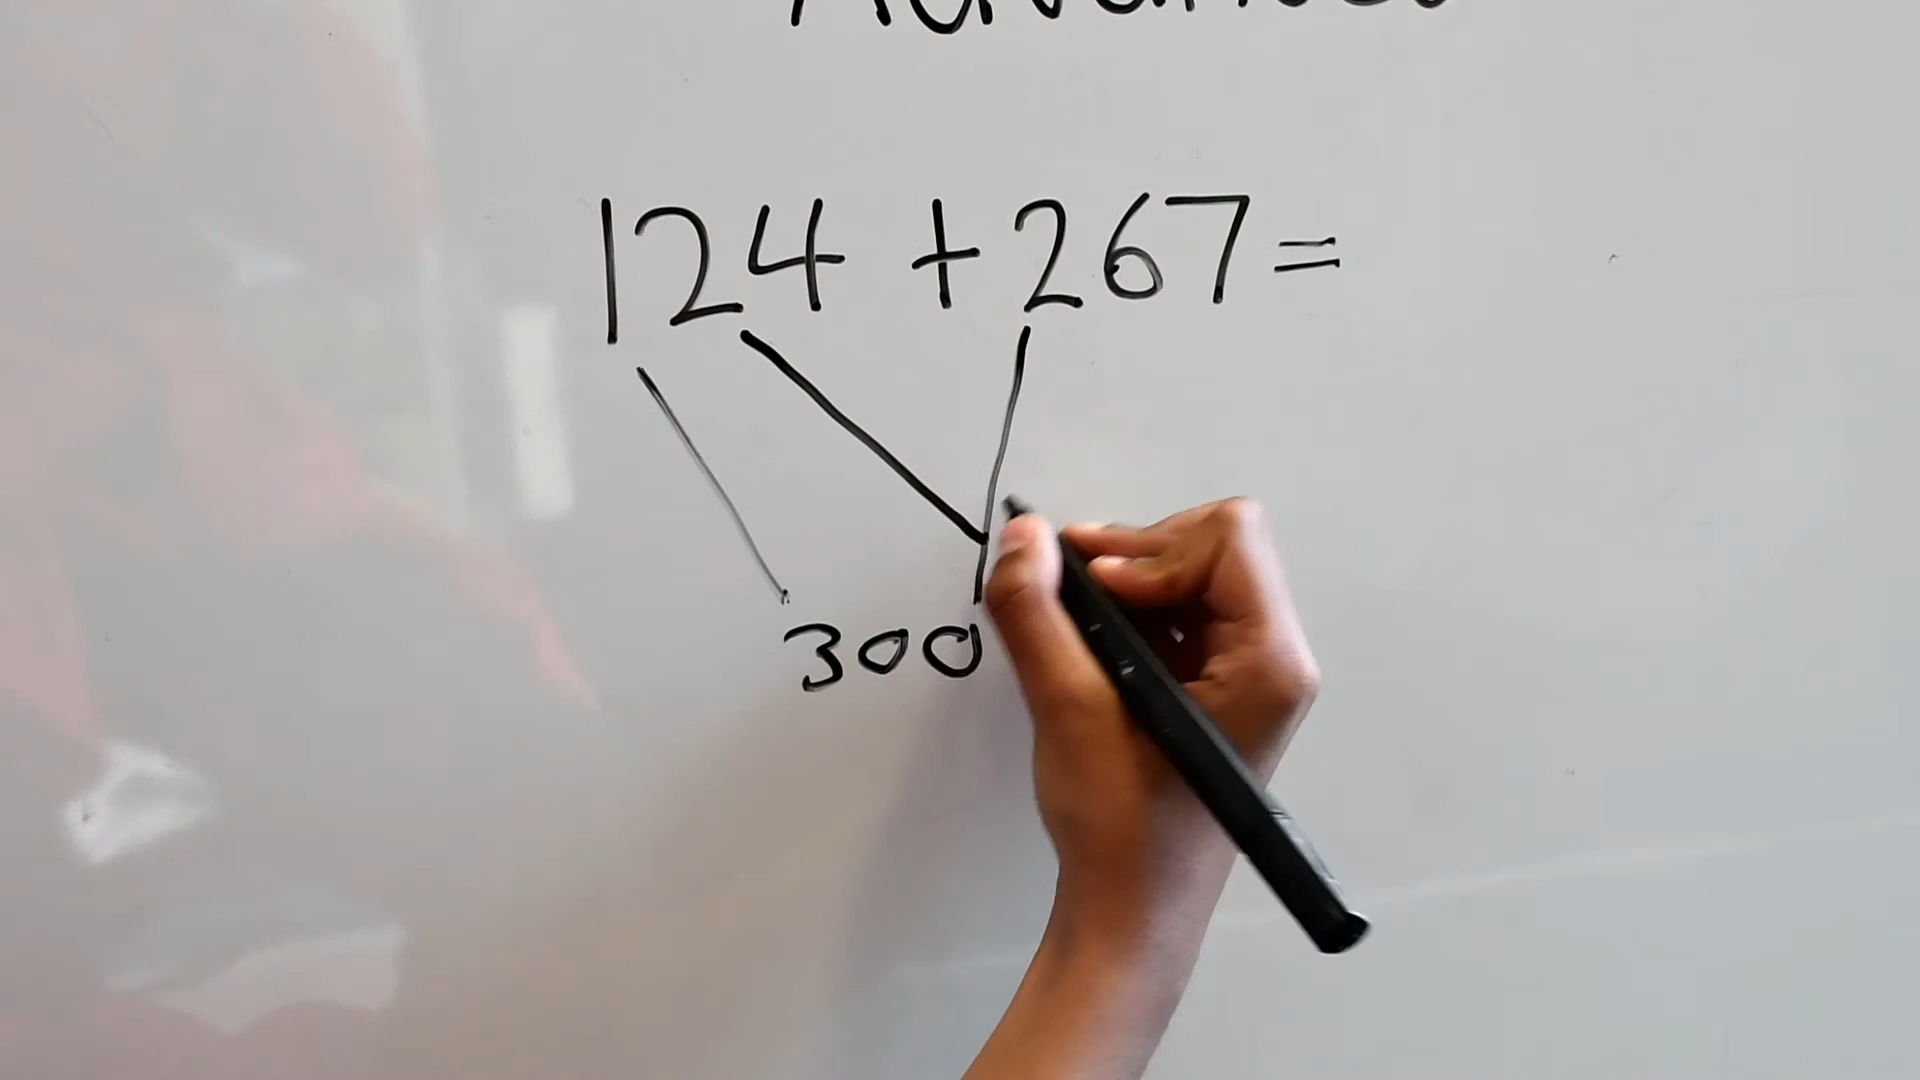 124 + 267 =
300